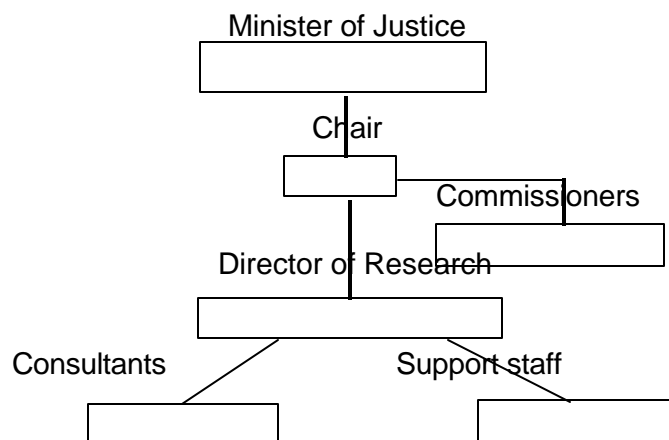 Minister of Justice
Chair
Commissioners
Director of Research
Consultants
Support staff